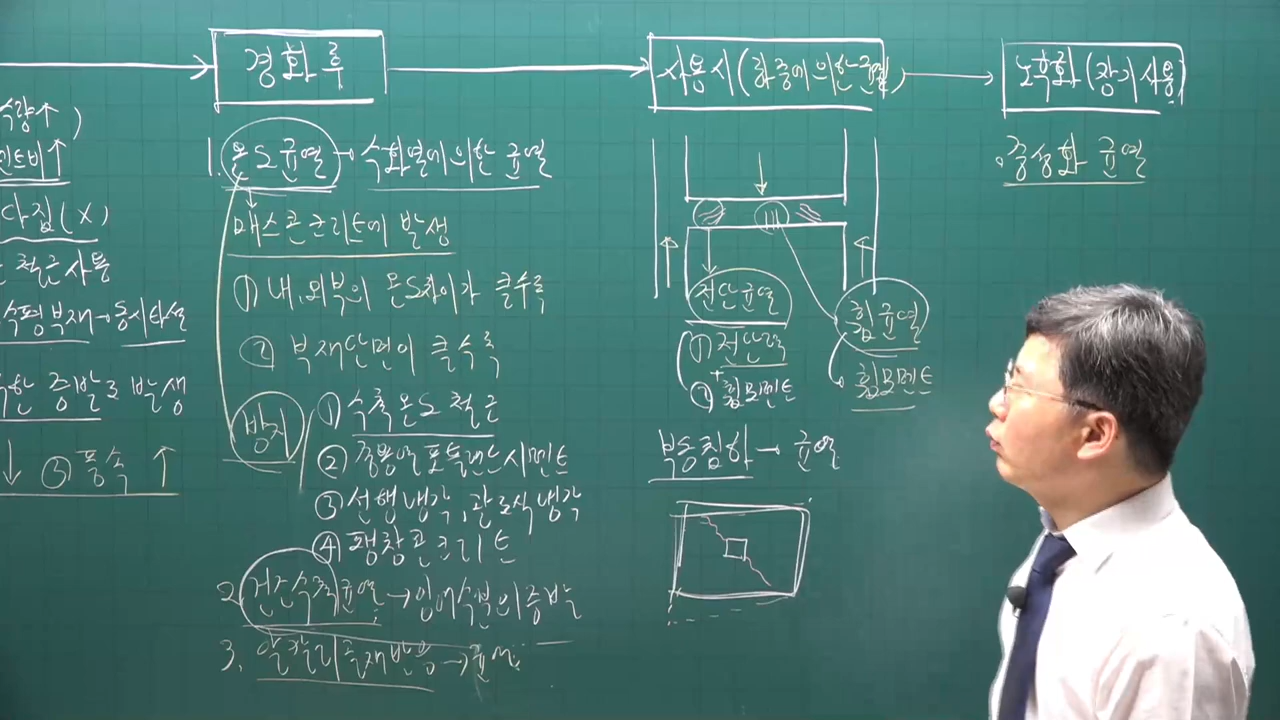 경화 후
사용시(하중에 의한 균열)
노후화(장기 사용)
수량↑ )
멘트비↑
다짐(X)
철근사용
수평부재→동시타설
한 증발로 발생
↓ ③ 풍속 ↑
1. 온도균열 → 수화열에 의한 균열
매스콘크리트에 발생
① 내,외부의 온도차이가 클수록
② 부재단면이 클수록
방지
① 수축온도 철근
② 중용열 포틀랜드 시멘트
③ 선행냉각, 관로식 냉각
④ 팽창콘크리트
2. 건조수축균열 → 잉여수분의 증발
3. 알칼리골재반응 → 균열
전단균열
① 전단력
+
② 휨모멘트
휨균열
휨모멘트
부등침하 → 균열
• 중성화 균열